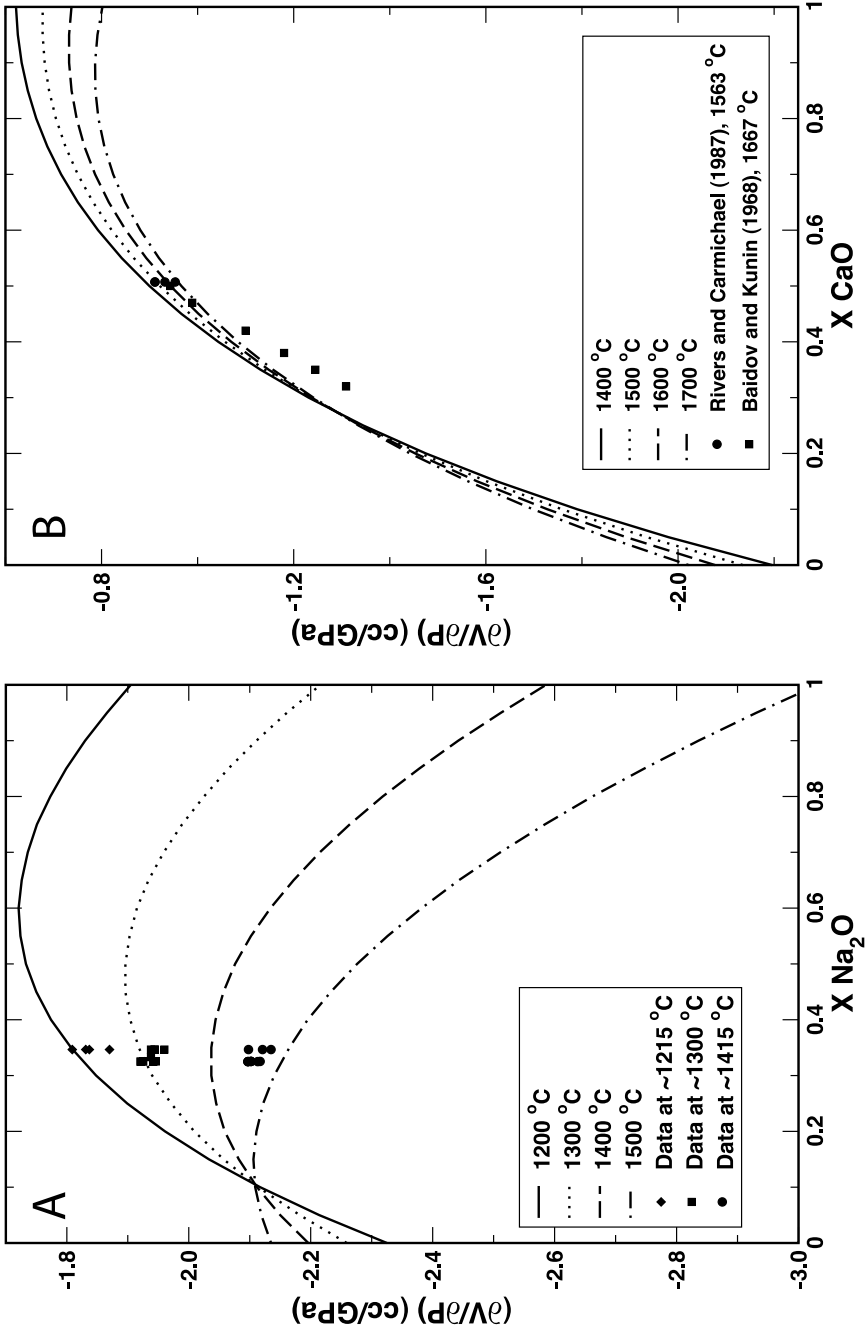 A
(∂V/∂P) (cc/GPa)
-1.8
-2.0
-2.2
-2.4
-2.6
-2.8
-3.0
0
0.2
0.4
0.6
0.8
1
X Na₂O
1200 °C
1300 °C
1400 °C
1500 °C
Data at ~1215 °C
Data at ~1300 °C
Data at ~1415 °C
B
(∂V/∂P) (cc/GPa)
-0.8
-1.2
-1.6
-2.0
0
0.2
0.4
0.6
0.8
1
X CaO
1400 °C
1500 °C
1600 °C
1700 °C
Rivers and Carmichael (1987), 1563 °C
Baidov and Kunin (1968), 1667 °C